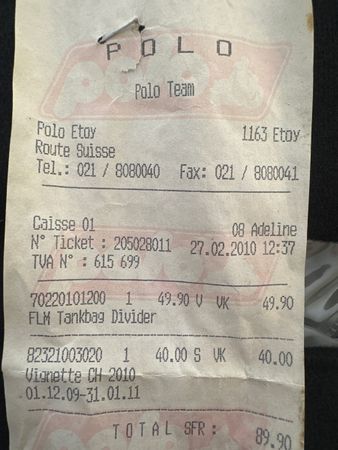 POLO
Polo Team
Polo Etoy 1163 Etoy
Route Suisse
Tel.: 021 / 8080040 Fax: 021 / 8080041
Caisse 01 08 Adeline
N° Ticket : 205028011 27.02.2010 12:37
TVA N° : 615 699
70220101200 1 49.90 V VK 49.90
FLM Tankbag Divider
82321003020 1 40.00 S VK 40.00
Vignette CH 2010
01.12.09-31.01.11
TOTAL SFR : 89.90